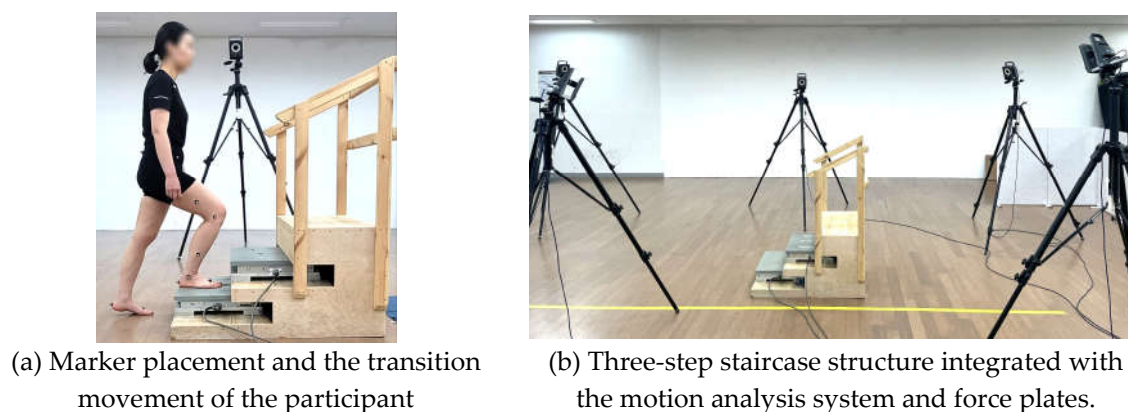 (a) Marker placement and the transition
movement of the participant
(b) Three-step staircase structure integrated with
the motion analysis system and force plates.